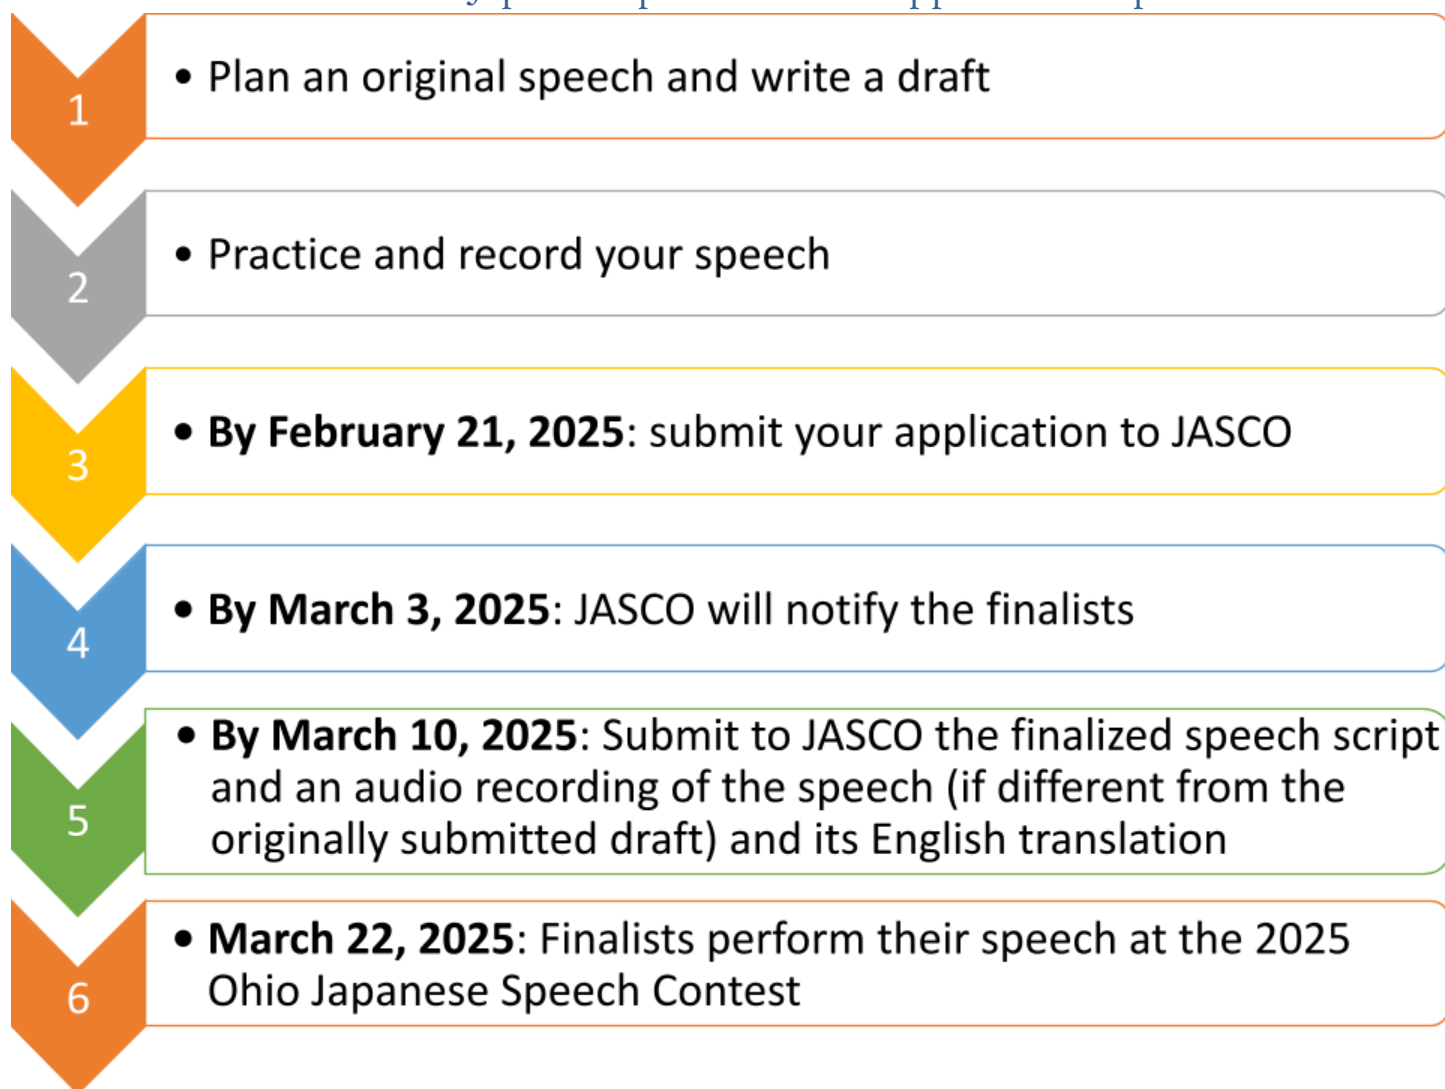 1
• Plan an original speech and write a draft
2
• Practice and record your speech
3
• By February 21, 2025: submit your application to JASCO
4
• By March 3, 2025: JASCO will notify the finalists
5
• By March 10, 2025: Submit to JASCO the finalized speech script
and an audio recording of the speech (if different from the
originally submitted draft) and its English translation
6
• March 22, 2025: Finalists perform their speech at the 2025
Ohio Japanese Speech Contest